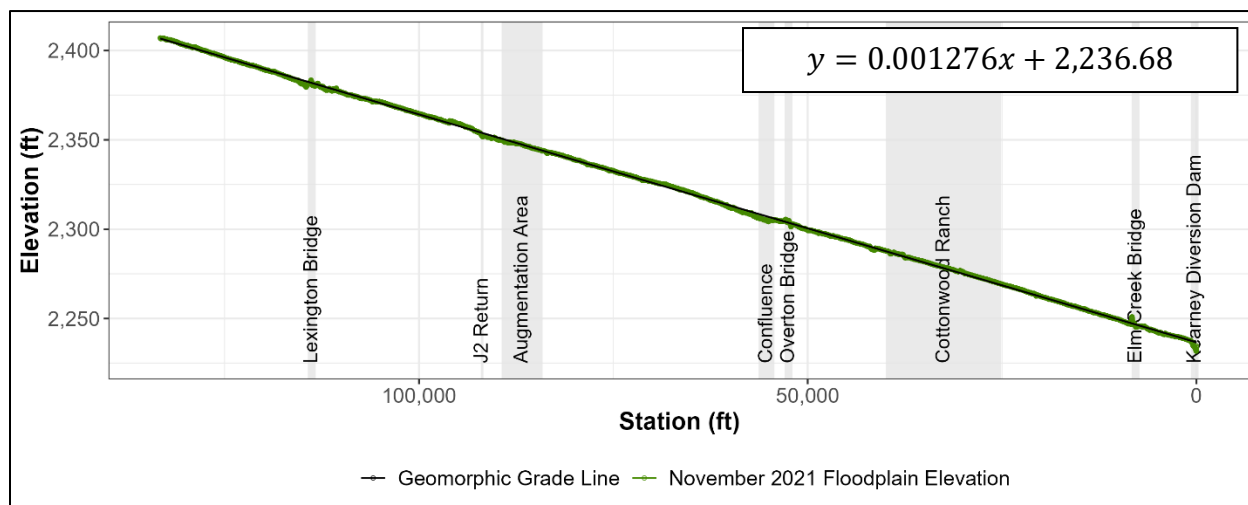 y = 0.001276x + 2,236.68
2,400
2,350
2,300
2,250
Elevation (ft)
Lexington Bridge
J2 Return
Augmentation Area
Confluence
Overton Bridge
Cottonwood Ranch
Elm Creek Bridge
Kearney Diversion Dam
100,000
50,000
0
Station (ft)
Geomorphic Grade Line
November 2021 Floodplain Elevation